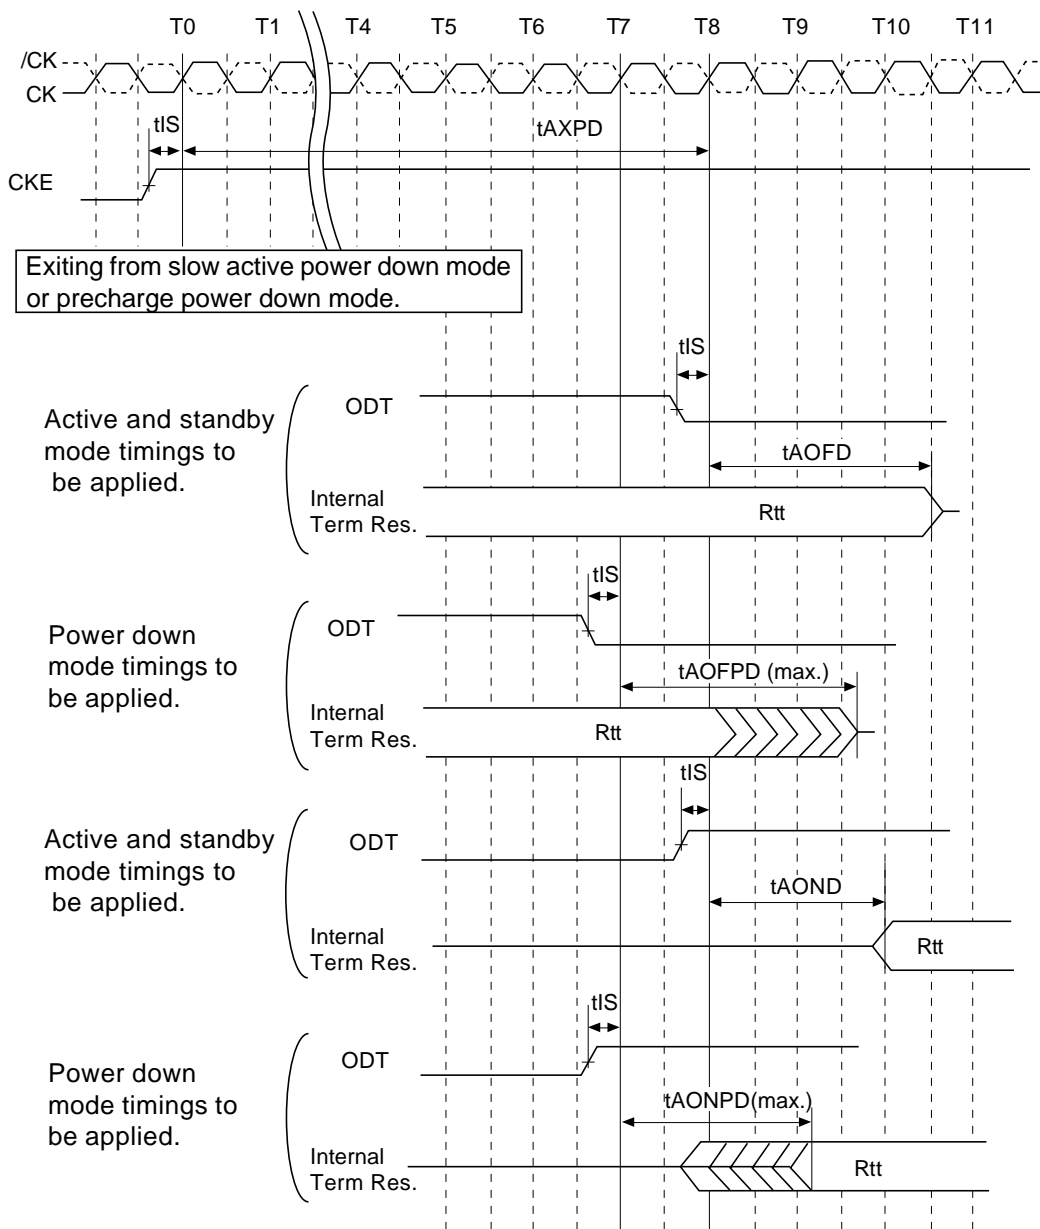 T0 T1 T4 T5 T6 T7 T8 T9 T10 T11
/CK
CK
tIS
tAXPD
CKE
Exiting from slow active power down mode
or precharge power down mode.
tIS
ODT
Active and standby
mode timings to
be applied.
tAOFD
Internal
Term Res.
Rtt
tIS
ODT
Power down
mode timings to
be applied.
tAOFPD (max.)
Internal
Term Res.
Rtt
tIS
ODT
Active and standby
mode timings to
be applied.
tAOND
Internal
Term Res.
Rtt
tIS
ODT
Power down
mode timings to
be applied.
tAONPD(max.)
Internal
Term Res.
Rtt